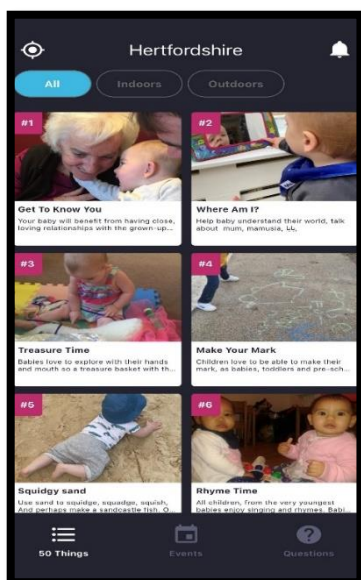 Hertfordshire
All Indoors Outdoors
#1
Get To Know You
Your baby will benefit from having close,
loving relationships with the grown-up...
#2
Where Am I?
Help baby understand their world, talk
about mum, mamusia,
#3
Treasure Time
Babies love to explore with their hands
and mouth so a treasure basket with th...
#4
Make Your Mark
Children love to be able to make their
mark, as babies, toddlers and pre-sch...
#5
Squidgy sand
Use sand to squidge, squadge, squish,
And perhaps make a sandcastle fish. O...
#6
Rhyme Time
All children, from the very youngest
babies enjoy singing and rhymes. Babi...
50 Things Events Questions